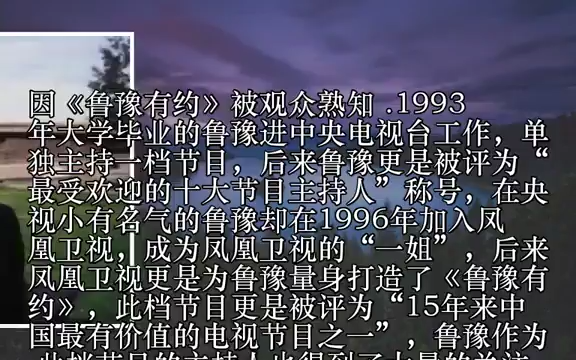 因《鲁豫有约》被观众熟知 .1993
年大学毕业的鲁豫进中央电视台工作，单
独主持一档节目，后来鲁豫更是被评为“
最受欢迎的十大节目主持人”称号，在央
视小有名气的鲁豫却在1996年加入凤
凰卫视，成为凤凰卫视的“一姐”，后来
凤凰卫视更是为鲁豫量身打造了《鲁豫有
约》，此档节目更是被评为“15年来中
国最有价值的电视节目之一”，鲁豫作为